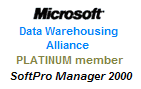 Microsoft
Data Warehousing
Alliance
PLATINUM member
SoftPro Manager 2000